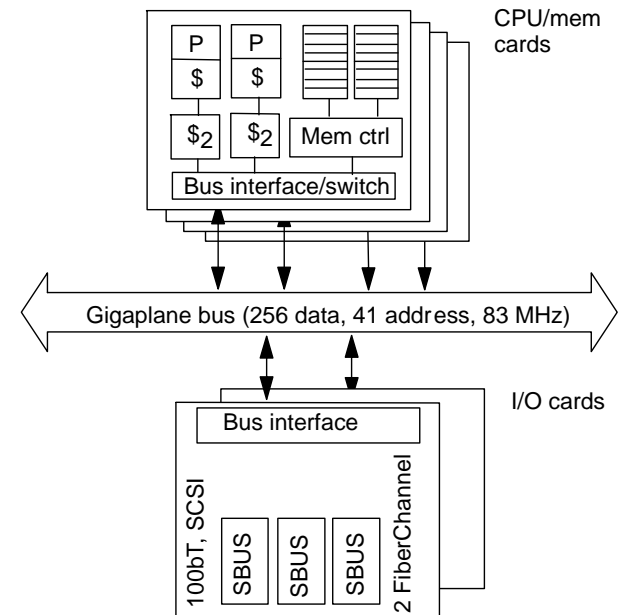 CPU/mem
cards
P
P
$
$
$2
$2
Mem ctrl
Bus interface/switch
Gigaplane bus (256 data, 41 address, 83 MHz)
I/O cards
Bus interface
100bT, SCSI
SBUS
SBUS
SBUS
2 FiberChannel